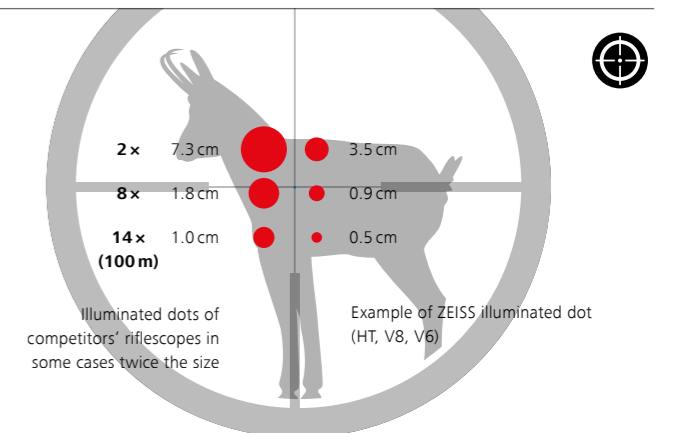 2× 7.3 cm 3.5 cm
8× 1.8 cm 0.9 cm
14× 1.0 cm 0.5 cm
(100 m)
Illuminated dots of
competitors’ riflescopes in
some cases twice the size
Example of ZEISS illuminated dot
(HT, V8, V6)